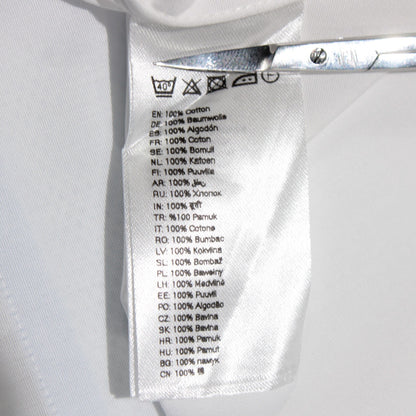 40°
EN: 100% Cotton
DE: 100% Baumwolle
ES: 100% Algodón
FR: 100% Coton
SE: 100% Bomull
NL: 100% Katoen
FI: 100% Puuvilla
AR: 100%
RU: 100% Хлопок
IN: 100%
TR: %100 Pamuk
IT: 100% Cotone
RO: 100% Bumbac
LV: 100% Kokvilna
SL: 100% Bombaž
PL: 100% Bawełny
LH: 100% Medvilnė
EE: 100% Puuvill
PO: 100% Algodão
CZ: 100% Bavlna
SK: 100% Bavlna
HR: 100% Pamuk
HU: 100% Pamut
BG: 100% памук
CN: 100% 棉